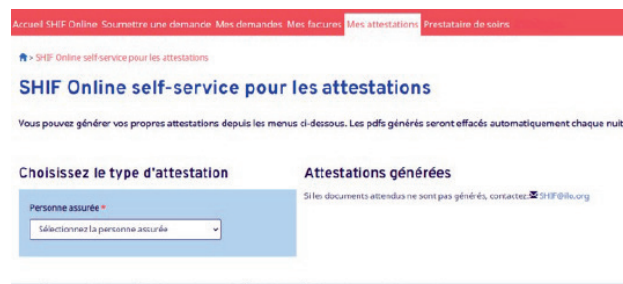 Accueil SHIF Online Soumettre une demande Mes demandes Mes factures Mes attestations Prestataire de soins
> SHIF Online self-service pour les attestations
SHIF Online self-service pour les attestations
Vous pouvez générer vos propres attestations depuis les menus ci-dessous. Les pdfs générés seront effacés automatiquement chaque nuit
Choisissez le type d'attestation
Attestations générées
Si les documents attendus ne sont pas générés, contactez: SHIF@ilo.org
Personne assurée *
Sélectionnez la personne assurée